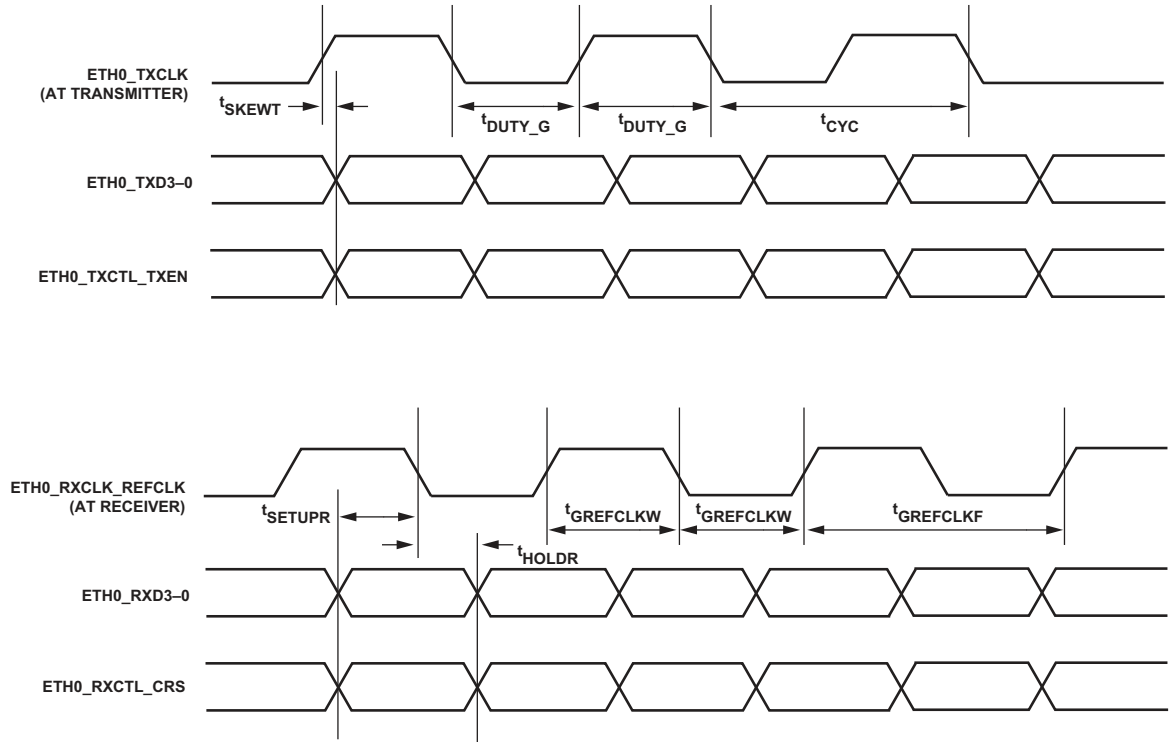 ETH0_TXCLK
(AT TRANSMITTER)
tSKEWT
tDUTY_G
tDUTY_G
tCYC
ETH0_TXD3–0
ETH0_TXCTL_TXEN
ETH0_RXCLK_REFCLK
(AT RECEIVER)
tSETUPR
tGREFCLKW
tGREFCLKW
tGREFCLKF
tHOLDR
ETH0_RXD3–0
ETH0_RXCTL_CRS